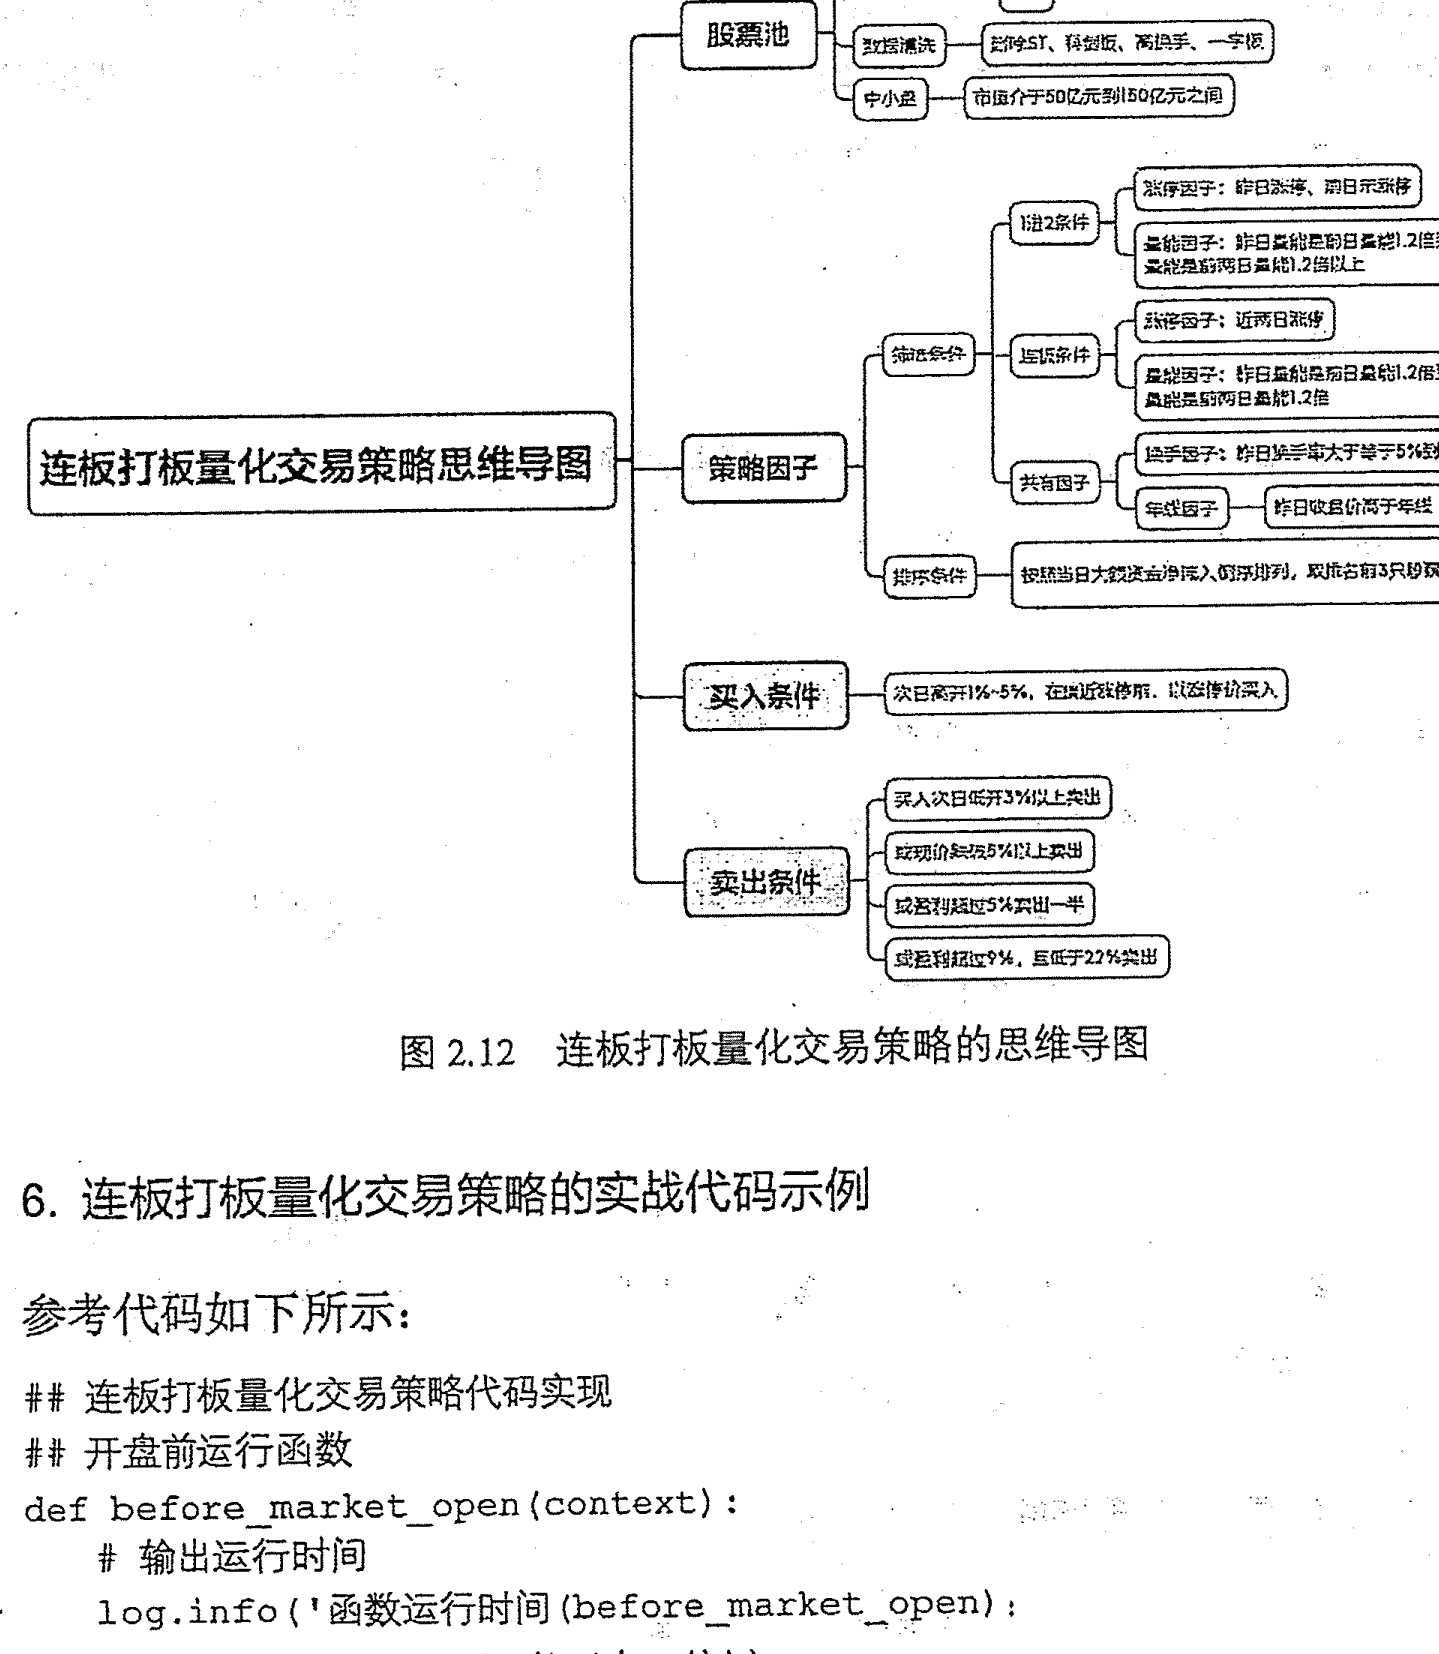 股票池
数据清洗
剔除ST、科创板、高换手、一字板
中小盘
市值介于50亿元到150亿元之间
连板打板量化交易策略思维导图
策略因子
筛选条件
1进2条件
涨停因子：昨日涨停、前日未涨停
量能因子：昨日量能是前日量能1.2倍
量能是前两日量能1.2倍以上
连板条件
涨停因子：近两日涨停
量能因子：昨日量能是前日量能1.2倍
量能是前两日量能1.2倍
共有因子
换手因子：昨日换手率大于等于5%到
年线因子
昨日收盘价高于年线
排序条件
按照当日大额资金净流入倒序排列，取排名前3只股票
买入条件
次日高开1%~5%，在接近涨停前，以涨停价买入
卖出条件
买入次日低开3%以上卖出
或现价跌破5%以上卖出
或盈利超过5%卖出一半
或盈利超过9%，且低于22%卖出
图 2.12 连板打板量化交易策略的思维导图
6. 连板打板量化交易策略的实战代码示例
参考代码如下所示：
## 连板打板量化交易策略代码实现
## 开盘前运行函数
def before_market_open(context):
# 输出运行时间
log.info('函数运行时间(before_market_open):